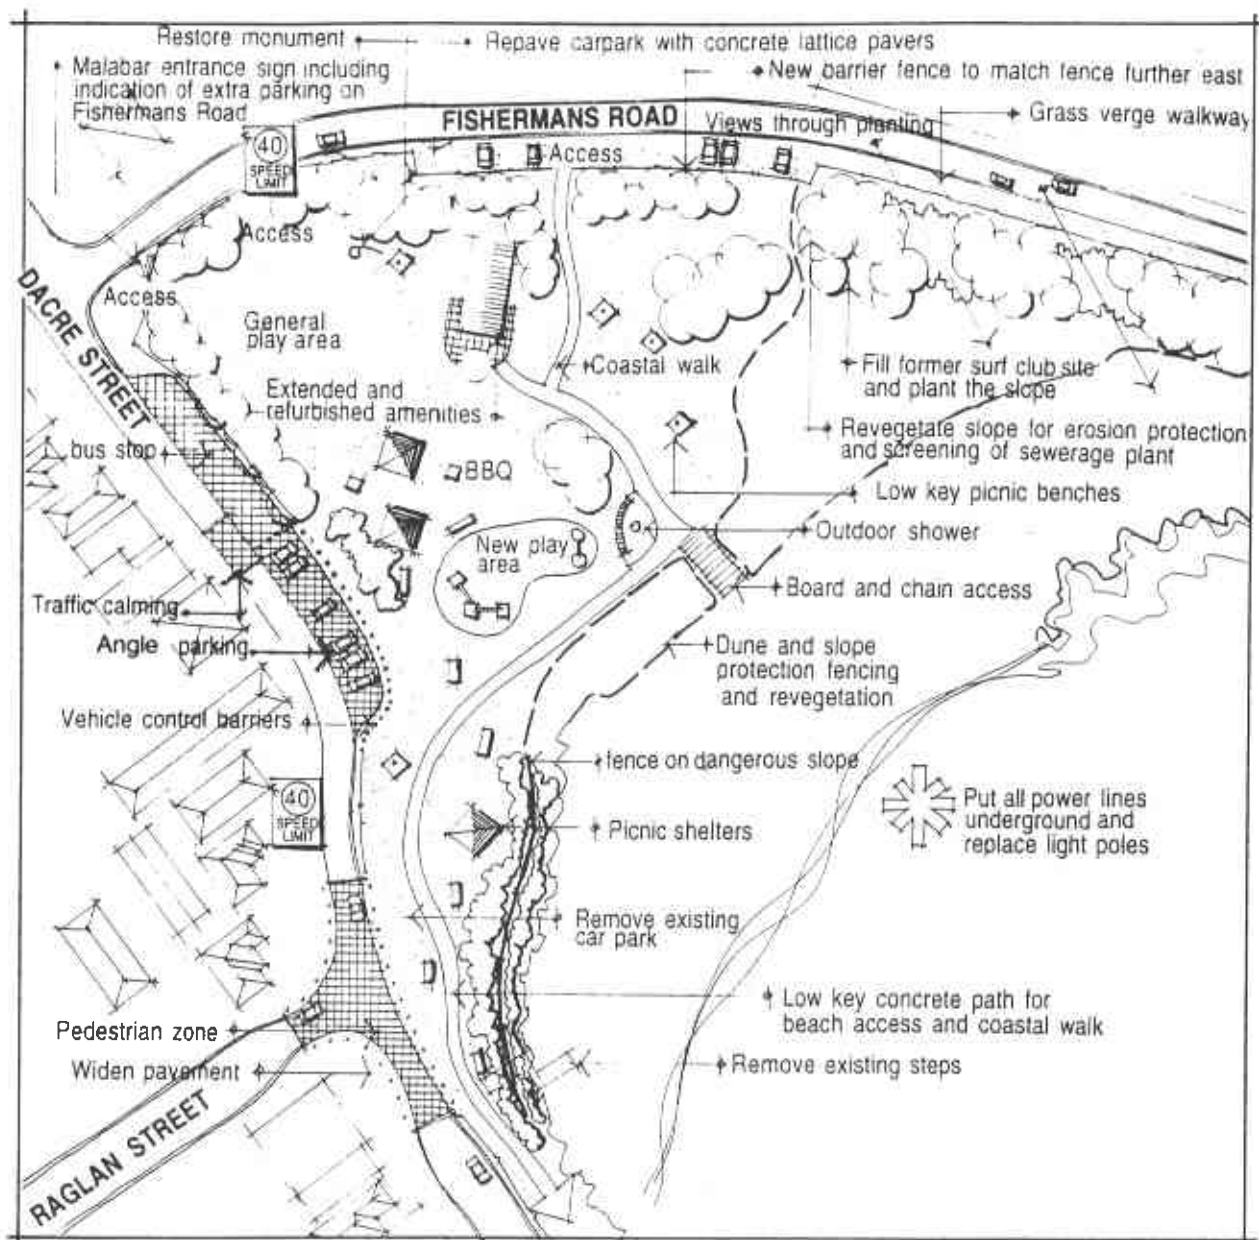 Restore monument
Repave carpark with concrete lattice pavers
Malabar entrance sign including
indication of extra parking on
Fishermans Road
New barrier fence to match fence further east
Grass verge walkway
FISHERMANS ROAD
Views through planting
40
SPEED
LIMIT
Access
Access
Access
DACRE STREET
General
play area
Coastal walk
Fill former surf club site
and plant the slope
Extended and
refurbished amenities
Revegetate slope for erosion protection
and screening of sewerage plant
bus stop
BBQ
Low key picnic benches
Outdoor shower
New play
area
Board and chain access
Traffic calming
Angle parking
Dune and slope
protection fencing
and revegetation
Vehicle control barriers
fence on dangerous slope
40
SPEED
LIMIT
Picnic shelters
Put all power lines
underground and
replace light poles
Remove existing
car park
Low key concrete path for
beach access and coastal walk
Pedestrian zone
Widen pavement
Remove existing steps
RAGLAN STREET